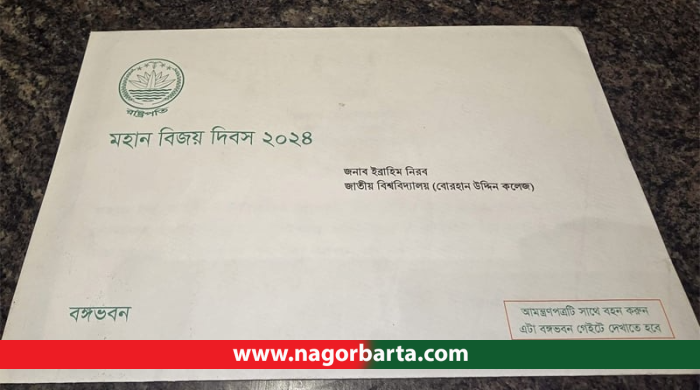 রাষ্ট্রপতি
মহান বিজয় দিবস ২০২৪
জনাব ইব্রাহিম নিরব
জাতীয় বিশ্ববিদ্যালয় (বোরহান উদ্দিন কলেজ)
বঙ্গভবন
আমন্ত্রণপত্রটি সাথে বহন করুন
এটা বঙ্গভবন গেইটে দেখাতে হবে
www.nagorbarta.com